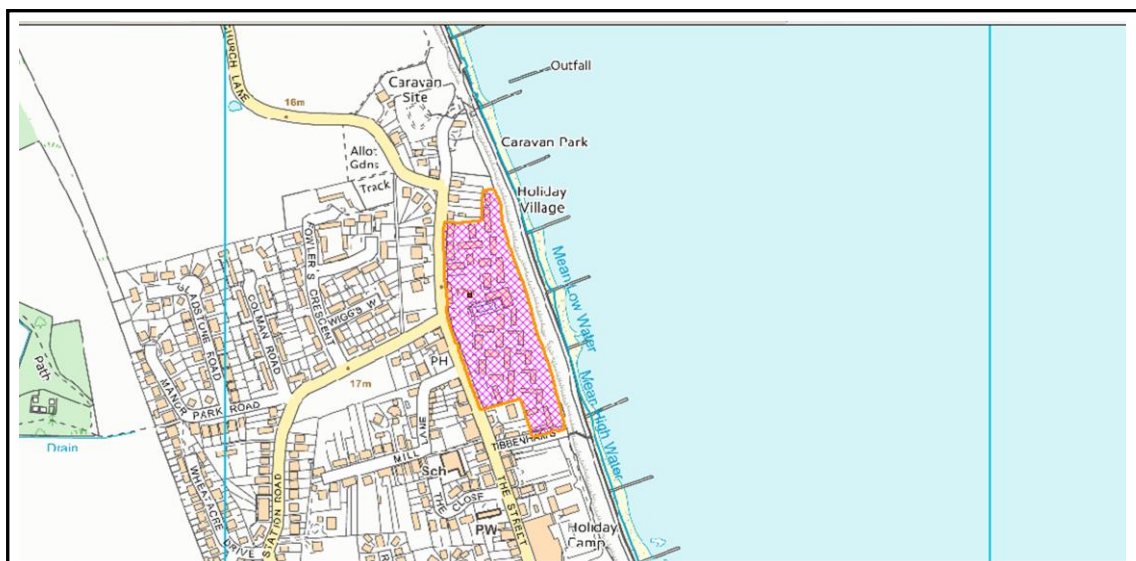 CHURCH LANE
Outfall
Caravan
Site
16m
Caravan Park
Allot
Gdns
Track
Holiday
Village
FOWLER'S CRESCENT
Mean Low Water
GLADSTONE ROAD
COLMAN ROAD
WIGG'S W
PH
Path
17m
MANOR
PARK ROAD
LANE
Mean High Water
TIBBENHAM'S
Drain
MILL
Sch
WHEATACRE DRIVE
STATION ROAD
THE CLOSE
THE STREET
PW
Holiday
Camp